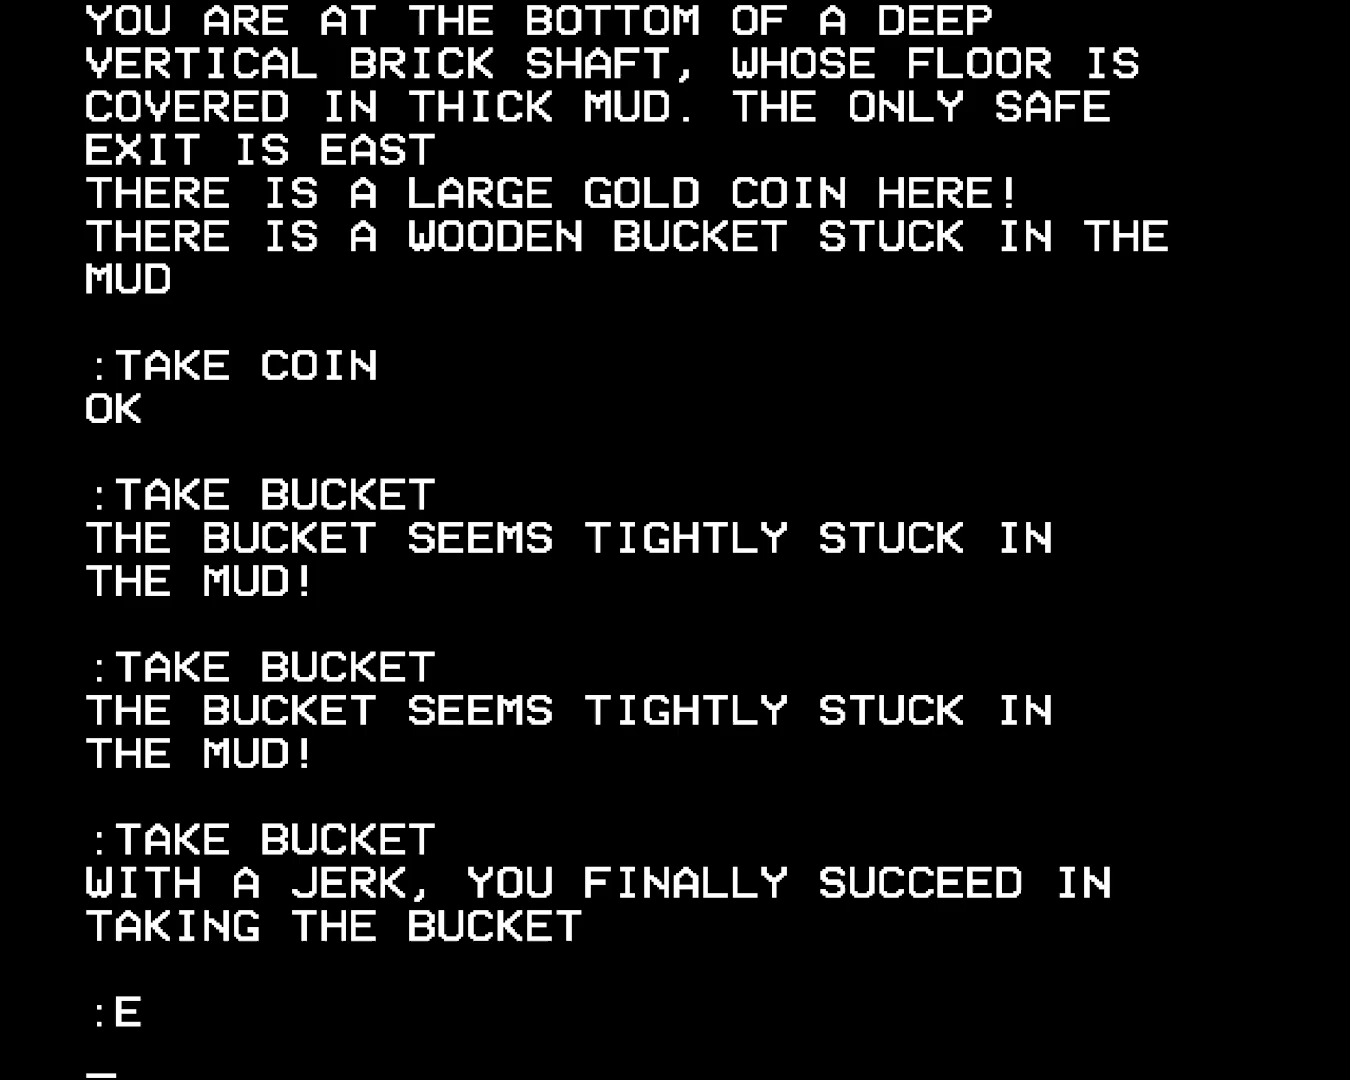 YOU ARE AT THE BOTTOM OF A DEEP
VERTICAL BRICK SHAFT, WHOSE FLOOR IS
COVERED IN THICK MUD. THE ONLY SAFE
EXIT IS EAST
THERE IS A LARGE GOLD COIN HERE!
THERE IS A WOODEN BUCKET STUCK IN THE
MUD
:TAKE COIN
OK
:TAKE BUCKET
THE BUCKET SEEMS TIGHTLY STUCK IN
THE MUD!
:TAKE BUCKET
THE BUCKET SEEMS TIGHTLY STUCK IN
THE MUD!
:TAKE BUCKET
WITH A JERK, YOU FINALLY SUCCEED IN
TAKING THE BUCKET
:E
_